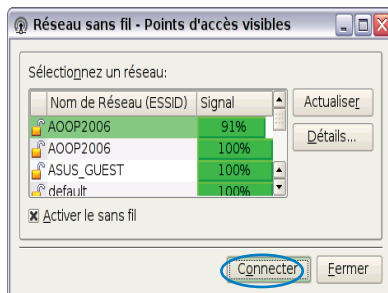 Réseau sans fil - Points d'accès visibles
Sélectionnez un réseau:
Nom de Réseau (ESSID) Signal
AOOP2006 91%
AOOP2006 100%
ASUS_GUEST 100%
default 100%
Actualiser
Détails...
Activer le sans fil
Connecter Fermer